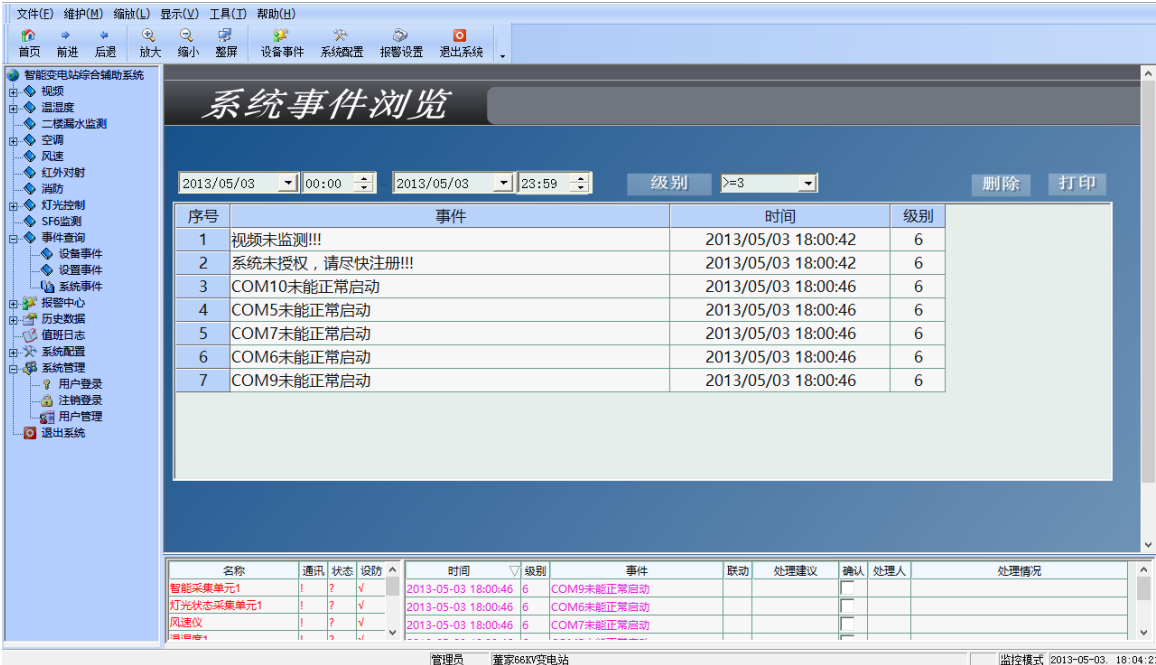 文件(F) 维护(M) 缩放(L) 显示(V) 工具(T) 帮助(H)
首页 前进 后退 放大 缩小 整屏 设备事件 系统配置 报警设置 退出系统
智能变电站综合辅助系统
视频
温湿度
二楼漏水监测
空调
风速
红外对射
消防
灯光控制
SF6监测
事件查询
设备事件
设置事件
系统事件
报警中心
历史数据
值班日志
系统配置
系统管理
用户登录
注销登录
用户管理
退出系统
系统事件浏览
2013/05/03 00:00 - 2013/05/03 23:59 级别 >=3 删除 打印
序号 事件 时间 级别
1 视频未监测!!! 2013/05/03 18:00:42 6
2 系统未授权，请尽快注册!!! 2013/05/03 18:00:42 6
3 COM10未能正常启动 2013/05/03 18:00:46 6
4 COM5未能正常启动 2013/05/03 18:00:46 6
5 COM7未能正常启动 2013/05/03 18:00:46 6
6 COM6未能正常启动 2013/05/03 18:00:46 6
7 COM9未能正常启动 2013/05/03 18:00:46 6
名称 通讯 状态 设防 时间 级别 事件 联动 处理建议 确认 处理人 处理情况
智能采集单元1 ! ? √ 2013-05-03 18:00:46 6 COM9未能正常启动
灯光状态采集单元1 ! ? √ 2013-05-03 18:00:46 6 COM6未能正常启动
风速仪 ! ? √ 2013-05-03 18:00:46 6 COM7未能正常启动
温湿度1
管理员 董家66KV变电站 监控模式 2013-05-03. 18:04:2